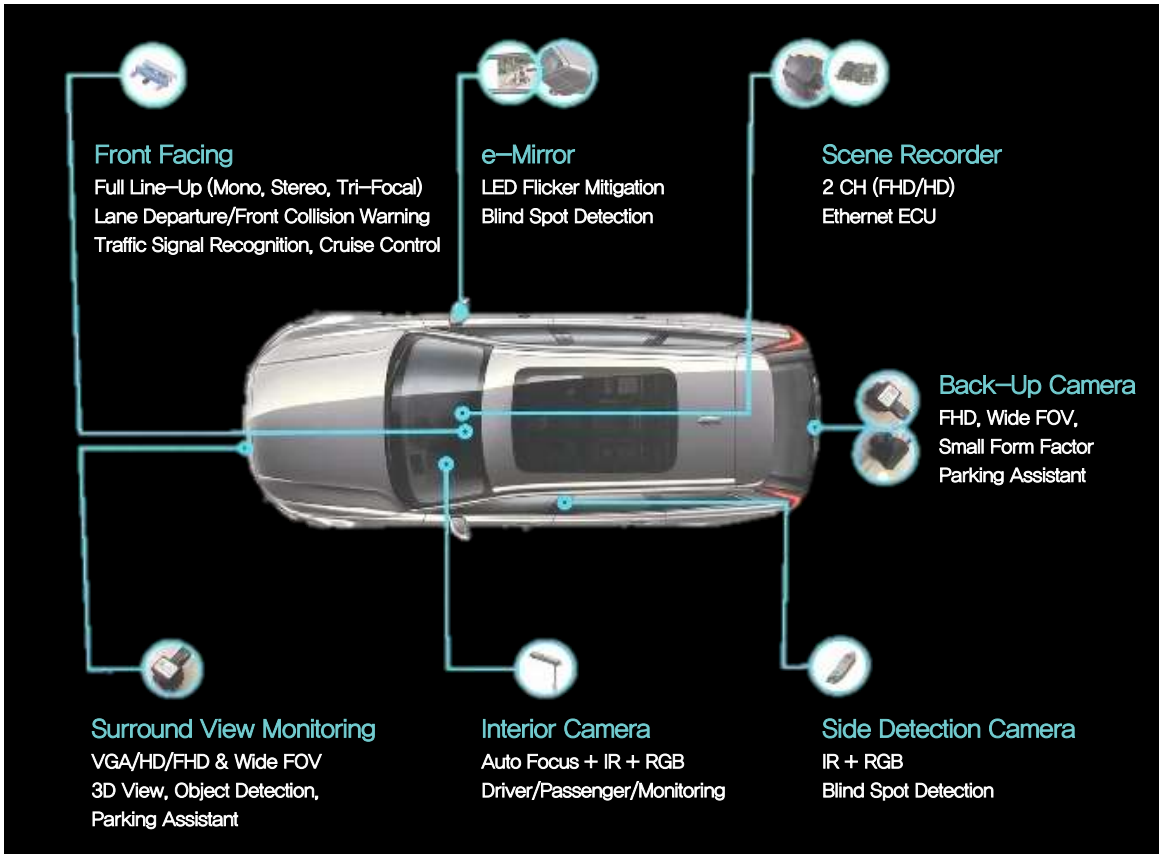 Front Facing
Full Line-Up (Mono, Stereo, Tri-Focal)
Lane Departure/Front Collision Warning
Traffic Signal Recognition, Cruise Control
e-Mirror
LED Flicker Mitigation
Blind Spot Detection
Scene Recorder
2 CH (FHD/HD)
Ethernet ECU
Back-Up Camera
FHD, Wide FOV,
Small Form Factor
Parking Assistant
Surround View Monitoring
VGA/HD/FHD & Wide FOV
3D View, Object Detection,
Parking Assistant
Interior Camera
Auto Focus + IR + RGB
Driver/Passenger/Monitoring
Side Detection Camera
IR + RGB
Blind Spot Detection